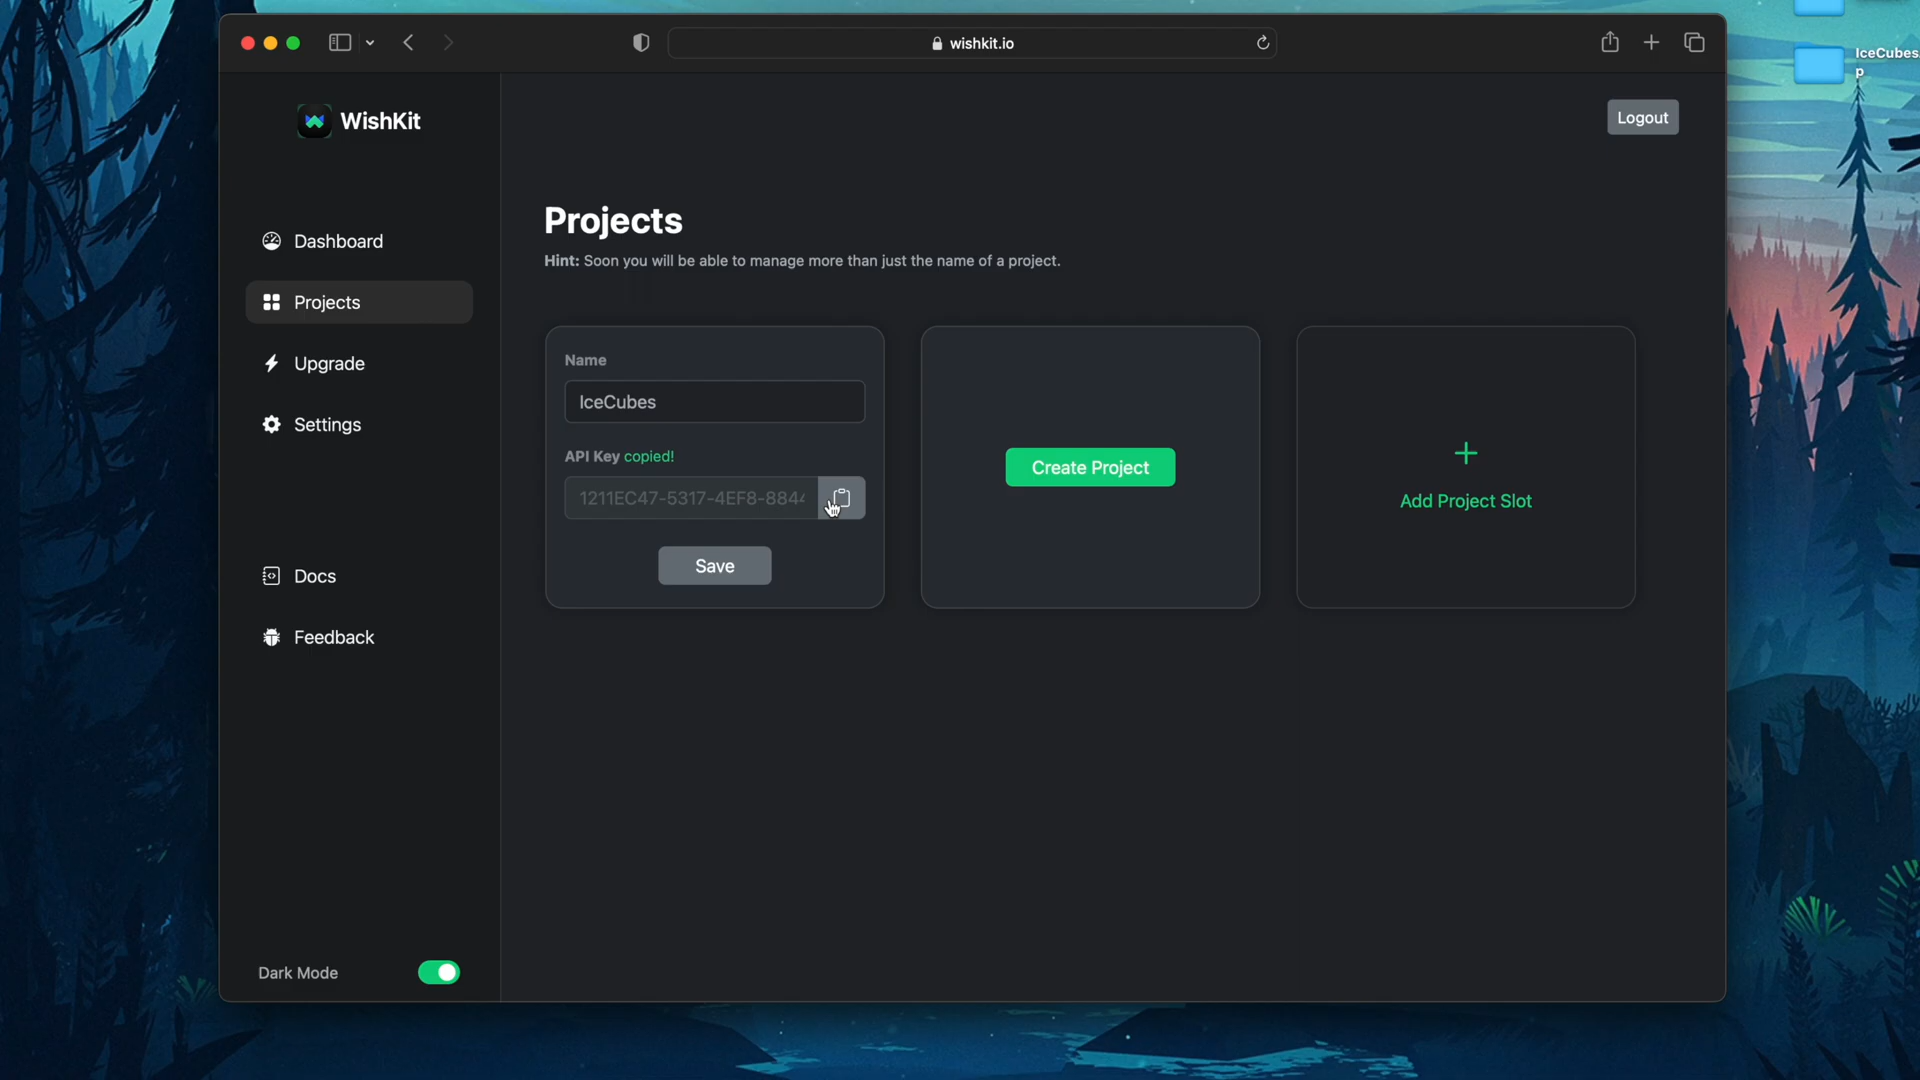 wishkit.io
IceCubes
p
WishKit
Logout
Dashboard
Projects
Upgrade
Settings
Docs
Feedback
Dark Mode
Projects
Hint: Soon you will be able to manage more than just the name of a project.
Name
IceCubes
API Key copied!
1211EC47-5317-4EF8-884
Save
Create Project
Add Project Slot